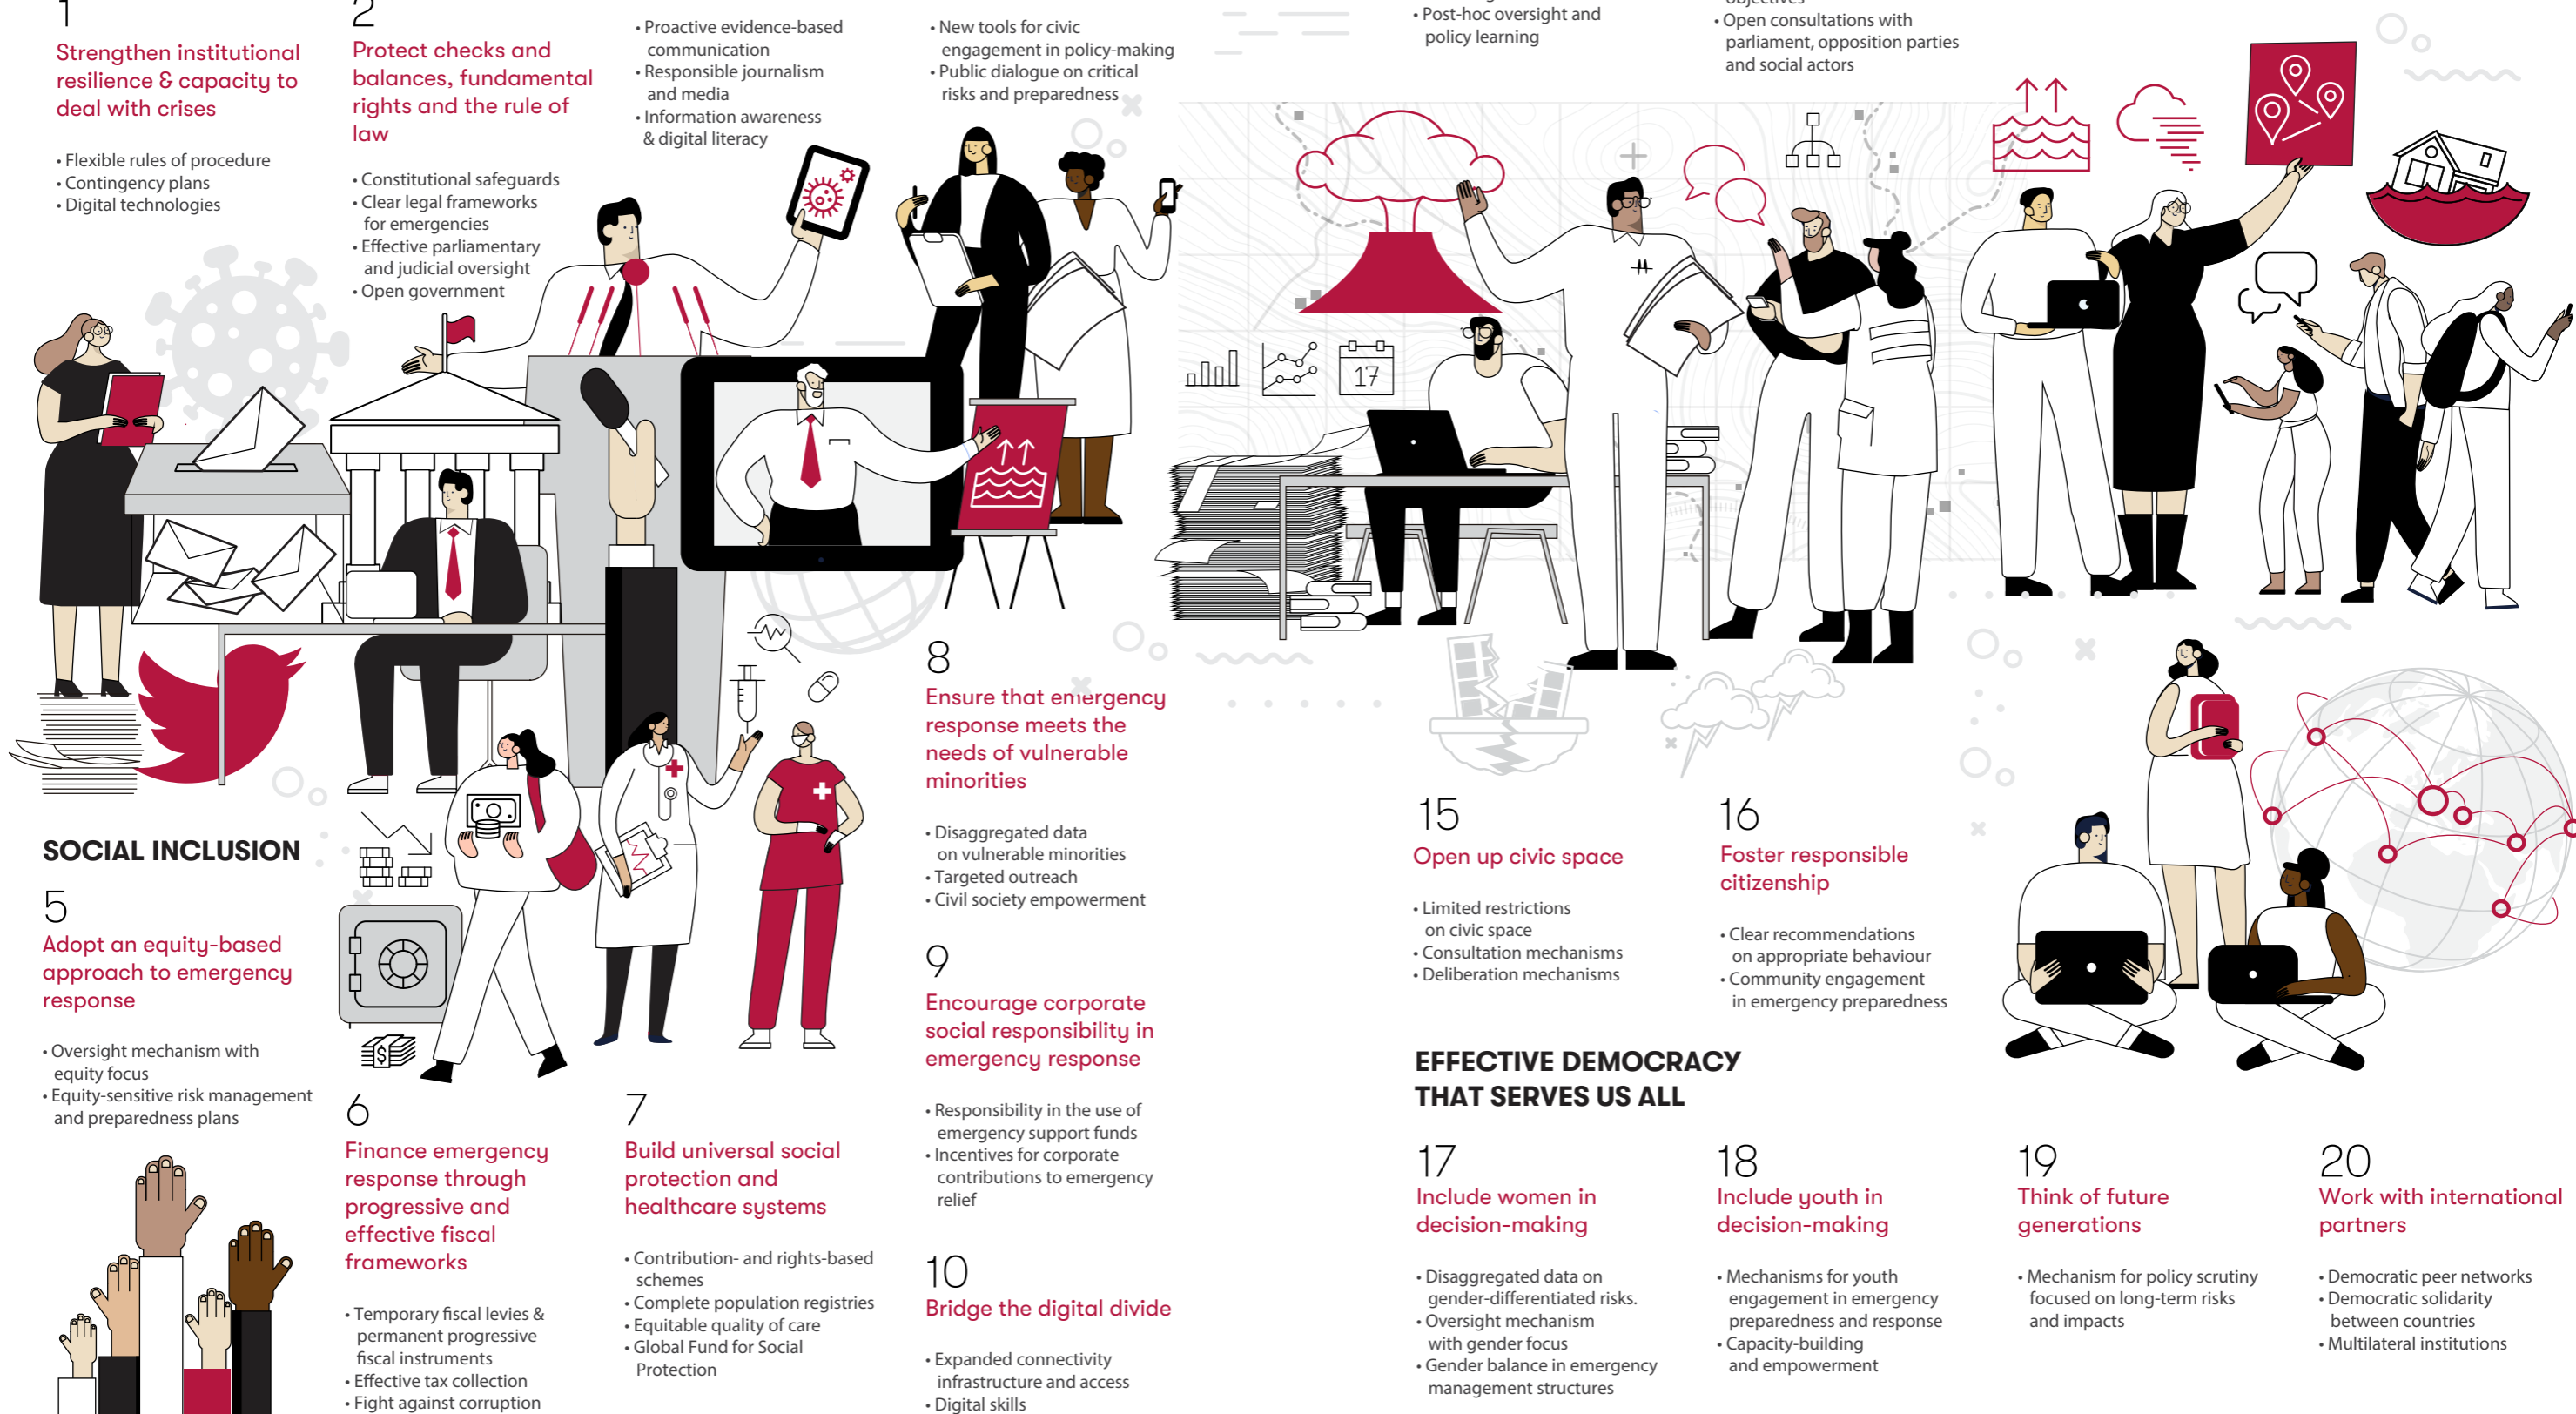 1
Strengthen institutional
resilience & capacity to
deal with crises
• Flexible rules of procedure
• Contingency plans
• Digital technologies
2
Protect checks and
balances, fundamental
rights and the rule of
law
• Constitutional safeguards
• Clear legal frameworks
for emergencies
• Effective parliamentary
and judicial oversight
• Open government
• Proactive evidence-based
communication
• Responsible journalism
and media
• Information awareness
& digital literacy
• New tools for civic
engagement in policy-making
• Public dialogue on critical
risks and preparedness
• Post-hoc oversight and
policy learning
objectives
• Open consultations with
parliament, opposition parties
and social actors
17
SOCIAL INCLUSION
5
Adopt an equity-based
approach to emergency
response
• Oversight mechanism with
equity focus
• Equity-sensitive risk management
and preparedness plans
$
6
Finance emergency
response through
progressive and
effective fiscal
frameworks
• Temporary fiscal levies &
permanent progressive
fiscal instruments
• Effective tax collection
• Fight against corruption
7
Build universal social
protection and
healthcare systems
• Contribution- and rights-based
schemes
• Complete population registries
• Equitable quality of care
• Global Fund for Social
Protection
8
Ensure that emergency
response meets the
needs of vulnerable
minorities
• Disaggregated data
on vulnerable minorities
• Targeted outreach
• Civil society empowerment
9
Encourage corporate
social responsibility in
emergency response
• Responsibility in the use of
emergency support funds
• Incentives for corporate
contributions to emergency
relief
10
Bridge the digital divide
• Expanded connectivity
infrastructure and access
• Digital skills
15
Open up civic space
• Limited restrictions
on civic space
• Consultation mechanisms
• Deliberation mechanisms
16
Foster responsible
citizenship
• Clear recommendations
on appropriate behaviour
• Community engagement
in emergency preparedness
EFFECTIVE DEMOCRACY
THAT SERVES US ALL
17
Include women in
decision-making
• Disaggregated data on
gender-differentiated risks.
• Oversight mechanism
with gender focus
• Gender balance in emergency
management structures
18
Include youth in
decision-making
• Mechanisms for youth
engagement in emergency
preparedness and response
• Capacity-building
and empowerment
19
Think of future
generations
• Mechanism for policy scrutiny
focused on long-term risks
and impacts
20
Work with international
partners
• Democratic peer networks
• Democratic solidarity
between countries
• Multilateral institutions